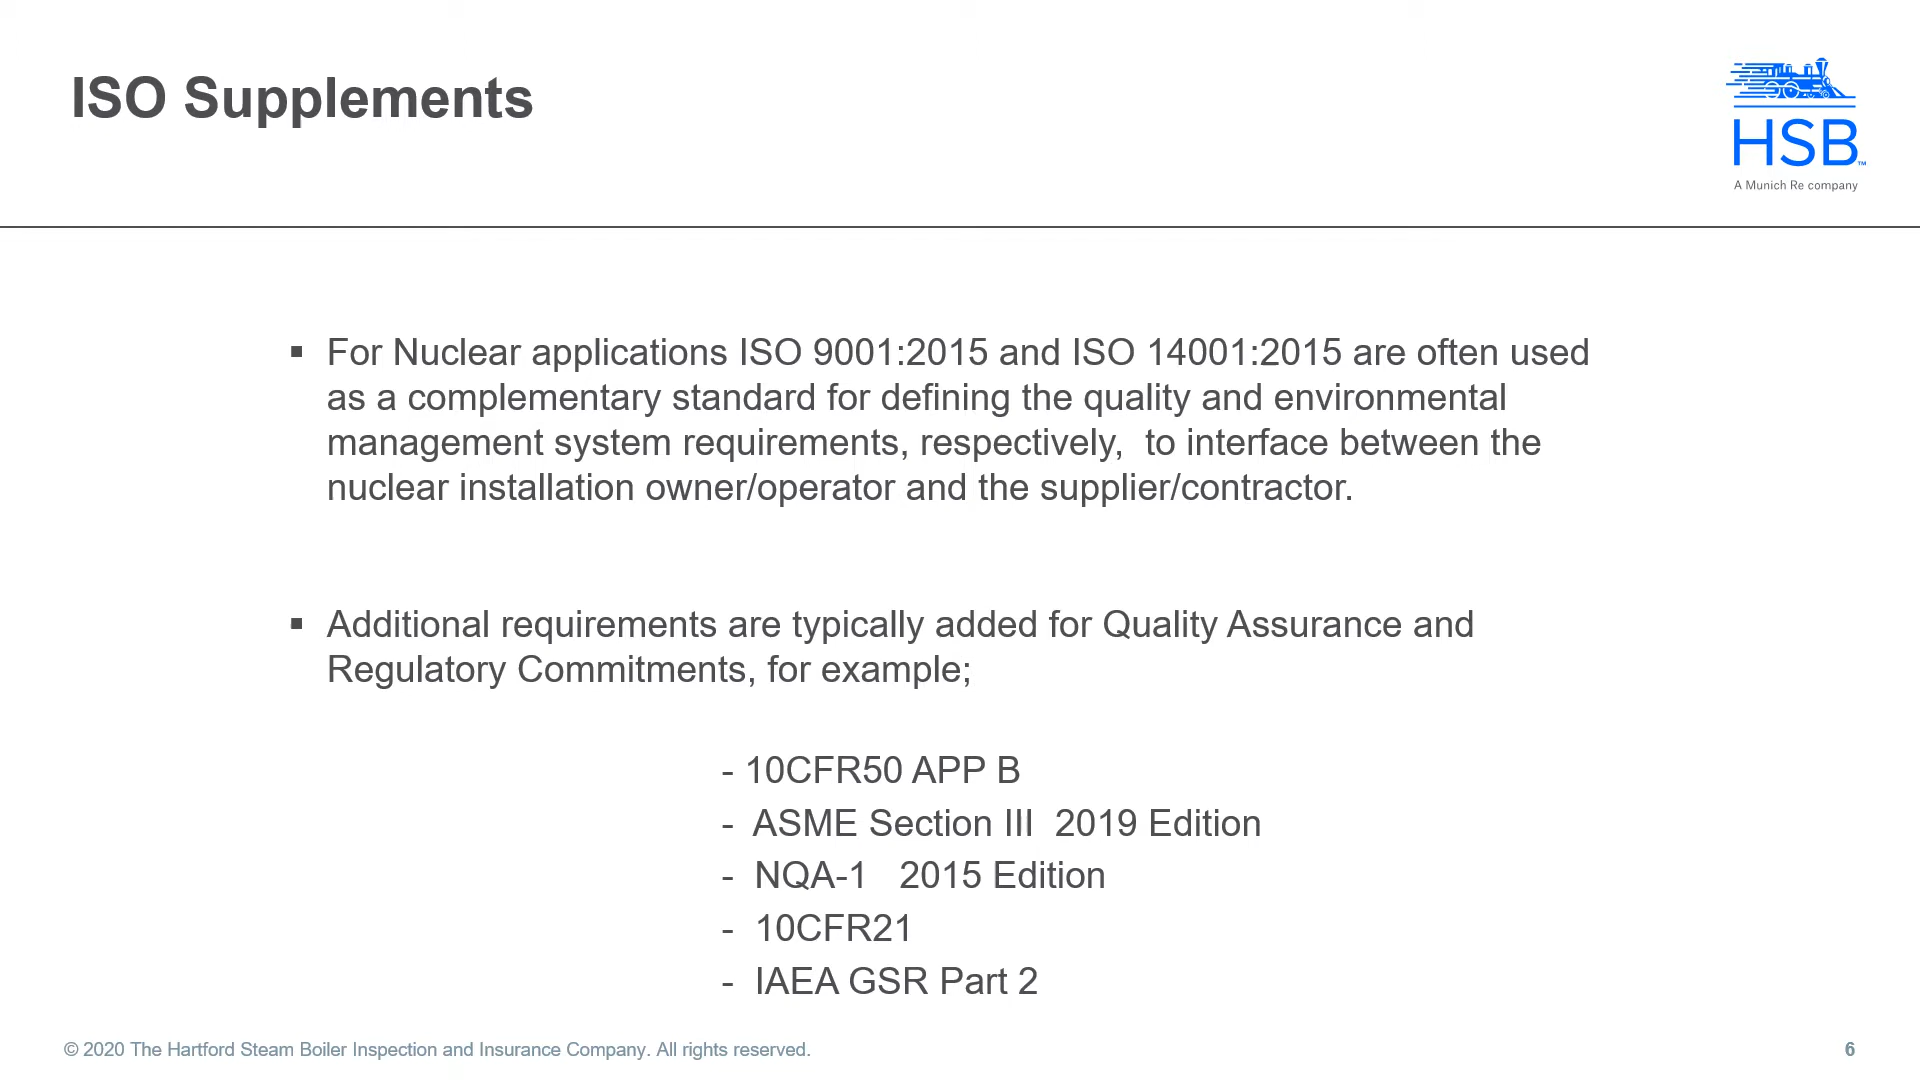 ISO Supplements
HSB™
A Munich Re company
▪ For Nuclear applications ISO 9001:2015 and ISO 14001:2015 are often used
as a complementary standard for defining the quality and environmental
management system requirements, respectively,  to interface between the
nuclear installation owner/operator and the supplier/contractor.
▪ Additional requirements are typically added for Quality Assurance and
Regulatory Commitments, for example;
- 10CFR50 APP B
-  ASME Section III  2019 Edition
-  NQA-1   2015 Edition
-  10CFR21
-  IAEA GSR Part 2
© 2020 The Hartford Steam Boiler Inspection and Insurance Company. All rights reserved.
6